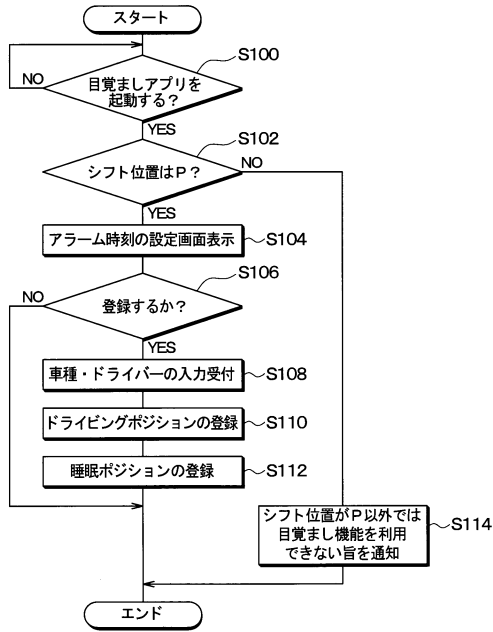 スタート
S100
目覚ましアプリを
起動する？
NO
YES
S102
シフト位置はP？
NO
YES
アラーム時刻の設定画面表示
S104
S106
NO
登録するか？
YES
車種・ドライバーの入力受付
S108
ドライビングポジションの登録
S110
睡眠ポジションの登録
S112
シフト位置がP以外では
目覚まし機能を利用
できない旨を通知
S114
エンド